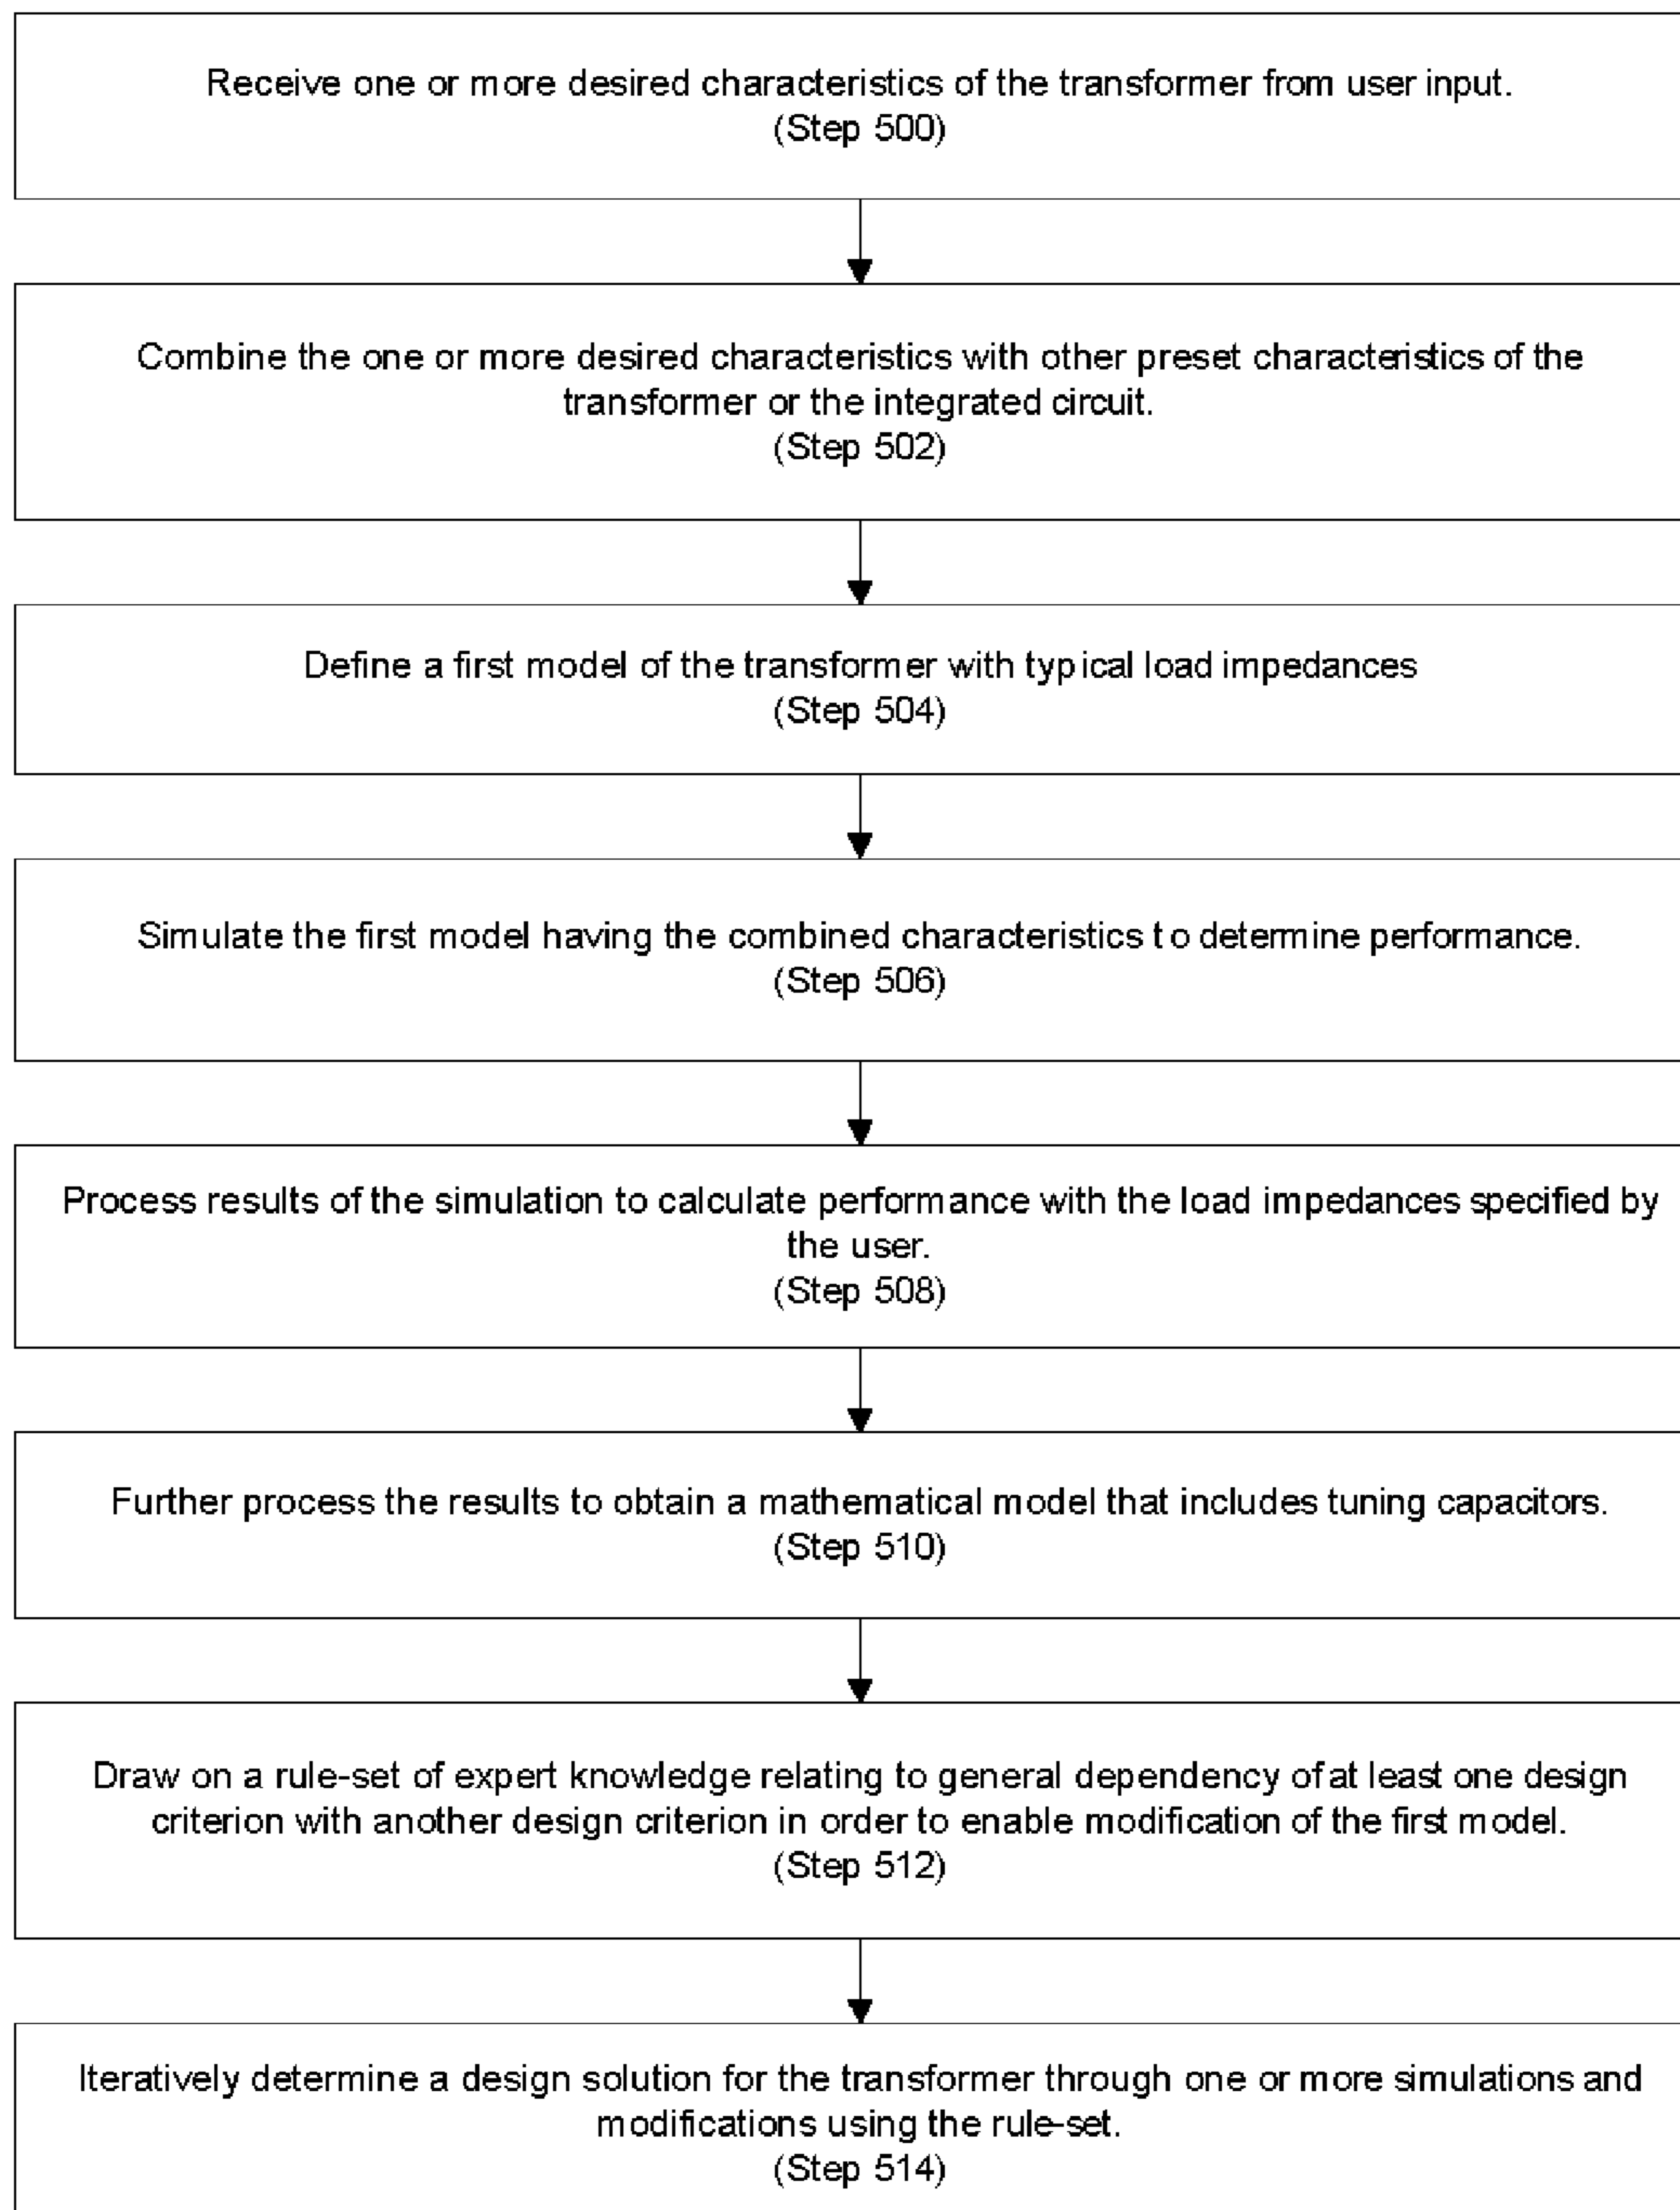 Receive one or more desired characteristics of the transformer from user input.
(Step 500)
Combine the one or more desired characteristics with other preset characteristics of the
transformer or the integrated circuit.
(Step 502)
Define a first model of the transformer with typical load impedances
(Step 504)
Simulate the first model having the combined characteristics to determine performance.
(Step 506)
Process results of the simulation to calculate performance with the load impedances specified by
the user.
(Step 508)
Further process the results to obtain a mathematical model that includes tuning capacitors.
(Step 510)
Draw on a rule-set of expert knowledge relating to general dependency of at least one design
criterion with another design criterion in order to enable modification of the first model.
(Step 512)
Iteratively determine a design solution for the transformer through one or more simulations and
modifications using the rule-set.
(Step 514)